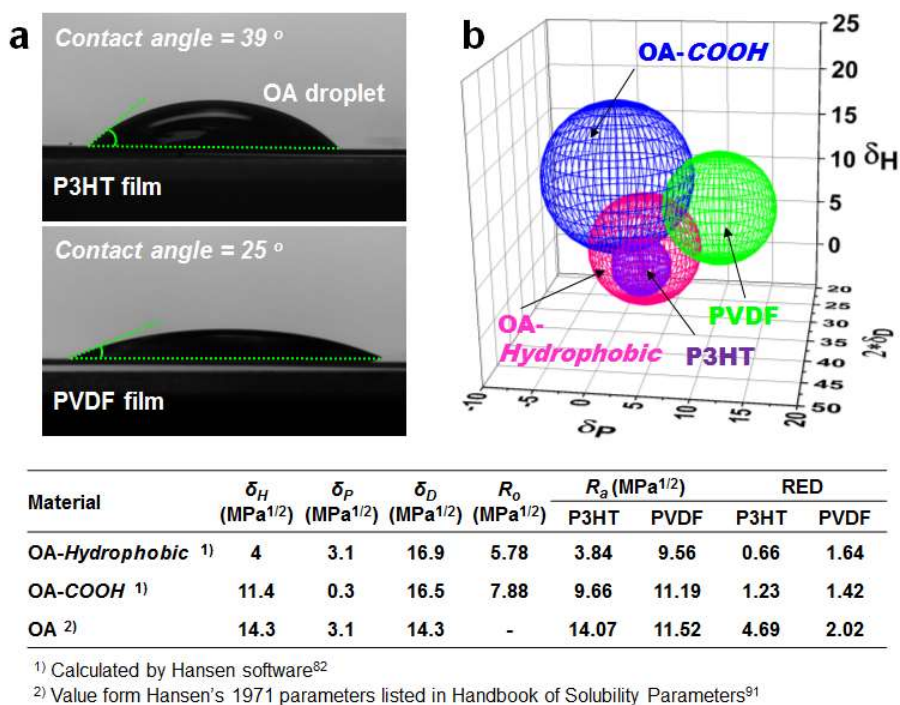 a
Contact angle = 39 °
OA droplet
P3HT film
Contact angle = 25 °
PVDF film
b
OA-COOH
PVDF
OA-
Hydrophobic
P3HT
25
20
15
10
5
0
δH
20
25
30
35
40
45
50
2*δD
-10
-5
0
5
10
15
20
δP
Material δH (MPa1/2) δP (MPa1/2) δD (MPa1/2) Ro (MPa1/2) Ra (MPa1/2) RED
P3HT PVDF P3HT PVDF
OA-Hydrophobic 1) 4 3.1 16.9 5.78 3.84 9.56 0.66 1.64
OA-COOH 1) 11.4 0.3 16.5 7.88 9.66 11.19 1.23 1.42
OA 2) 14.3 3.1 14.3 - 14.07 11.52 4.69 2.02
1) Calculated by Hansen software82
2) Value form Hansen's 1971 parameters listed in Handbook of Solubility Parameters91